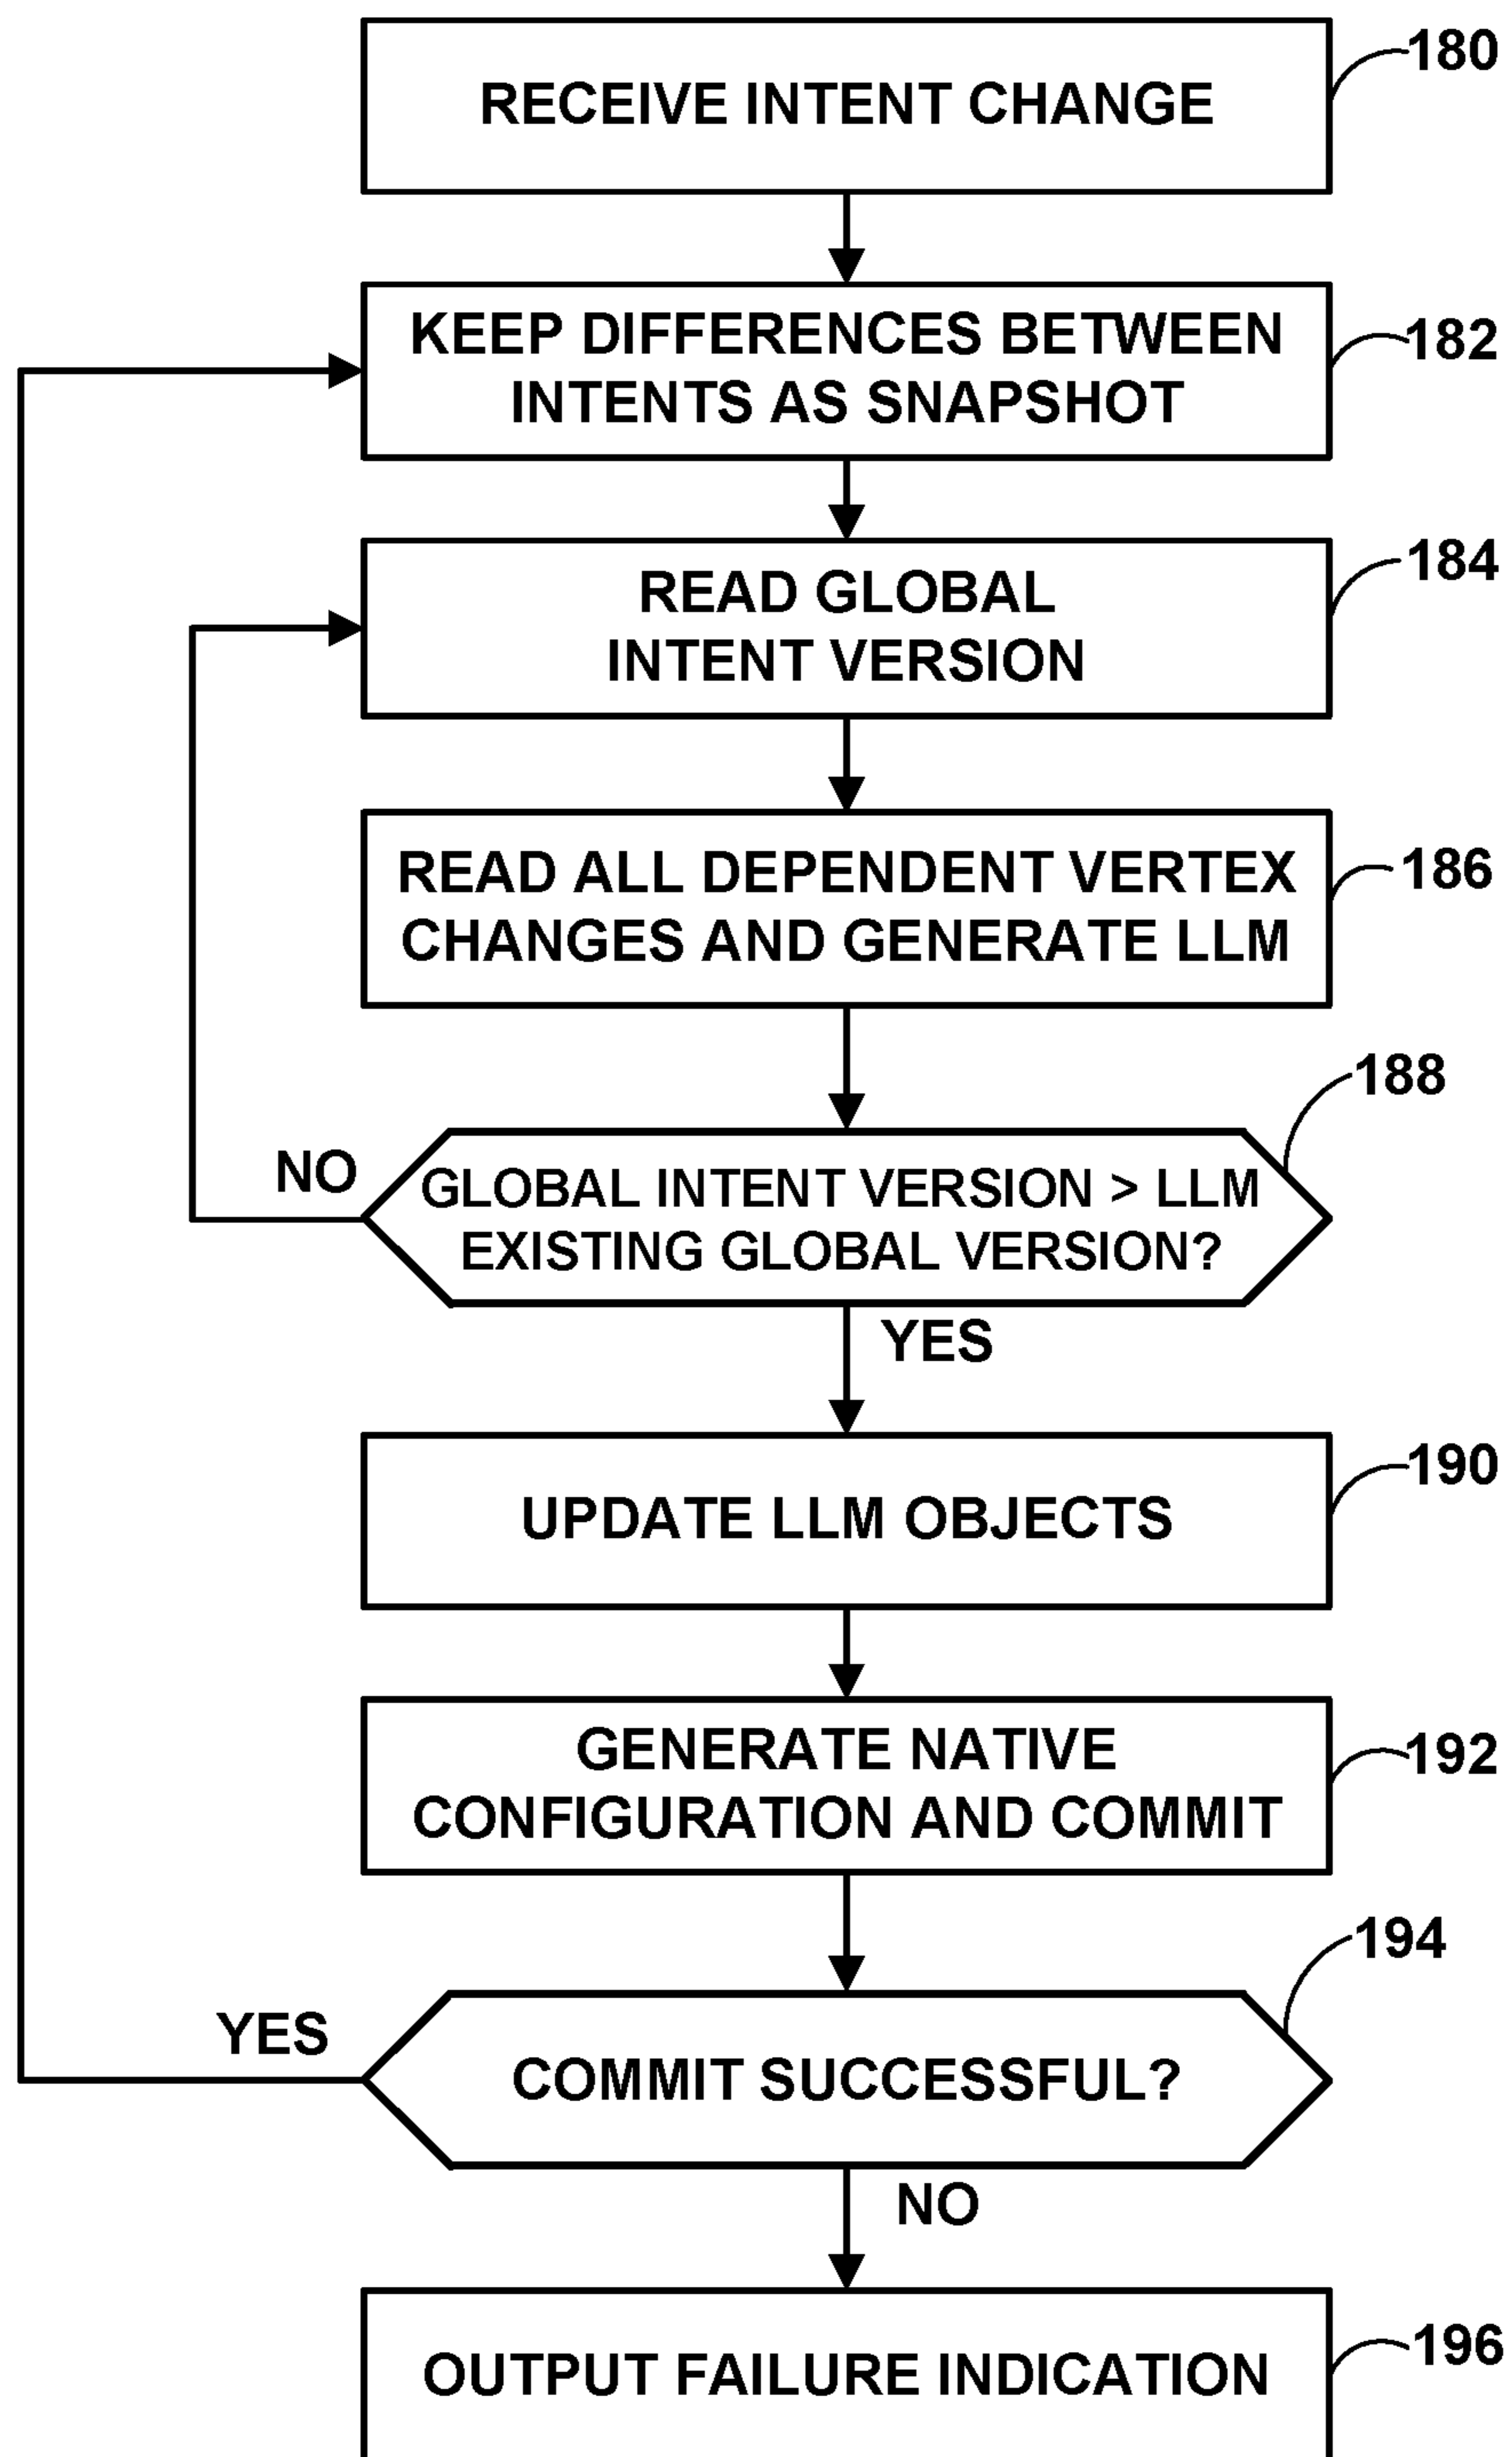 RECEIVE INTENT CHANGE
180
KEEP DIFFERENCES BETWEEN
INTENTS AS SNAPSHOT
182
READ GLOBAL
INTENT VERSION
184
READ ALL DEPENDENT VERTEX
CHANGES AND GENERATE LLM
186
188
NO
GLOBAL INTENT VERSION > LLM
EXISTING GLOBAL VERSION?
YES
190
UPDATE LLM OBJECTS
GENERATE NATIVE
CONFIGURATION AND COMMIT
192
194
YES
COMMIT SUCCESSFUL?
NO
OUTPUT FAILURE INDICATION
196